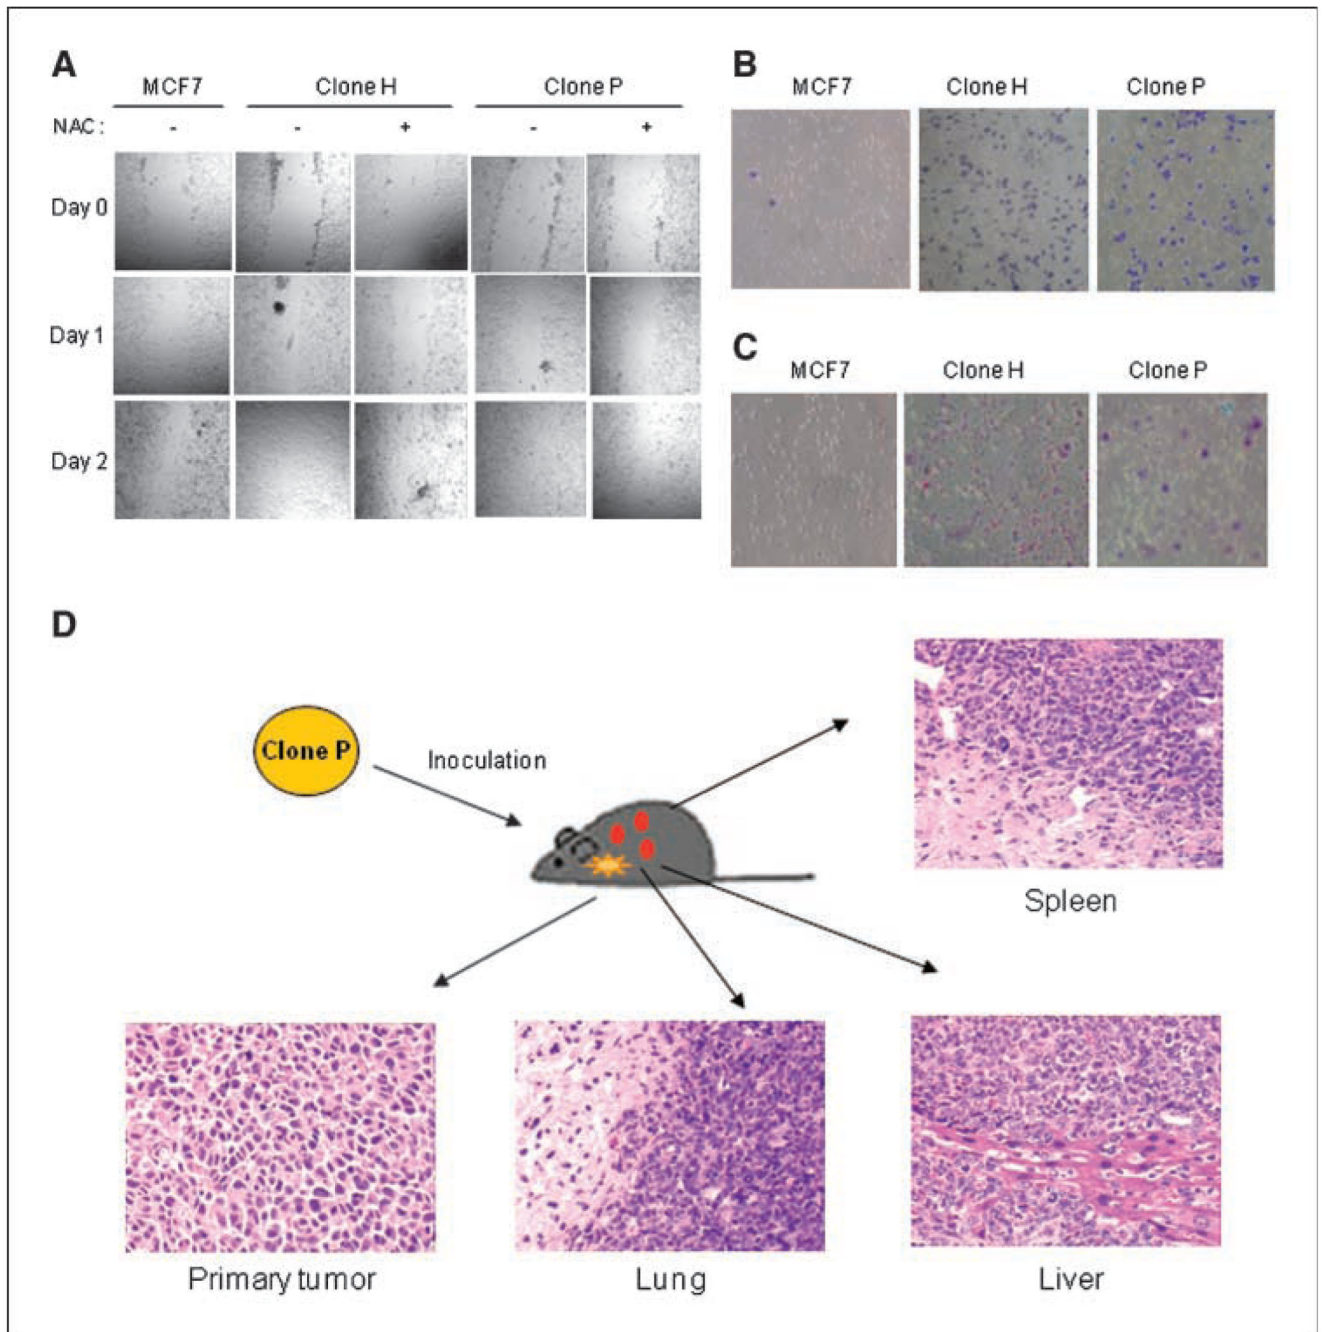 A
MCF7 Clone H Clone P
NAC: - - + - +
Day 0
Day 1
Day 2
B
MCF7 Clone H Clone P
C
MCF7 Clone H Clone P
D
Clone P
Inoculation
Spleen
Primary tumor Lung Liver